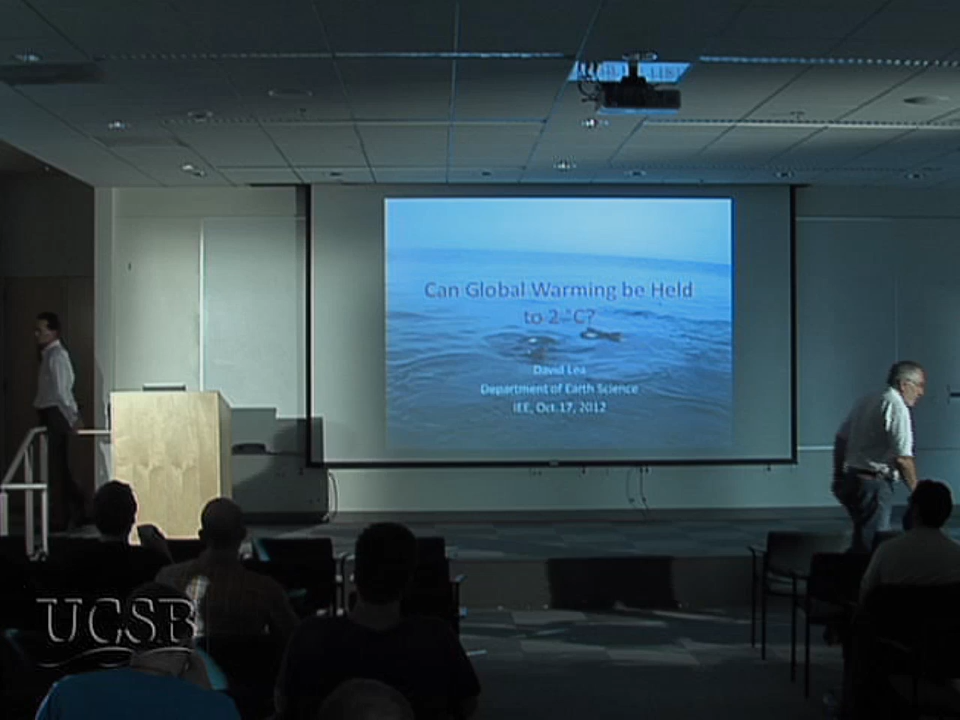 Can Global Warming be Held
to 2 °C?
David Lea
Department of Earth Science
IEE, Oct 17, 2012
UCSB